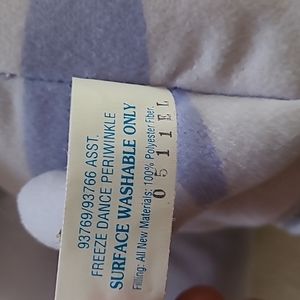 93769/93766 ASST.
FREEZE DANCE PERIWINKLE
SURFACE WASHABLE ONLY
Filling: All New Materials: 100% Polyester Fiber.
0511EL